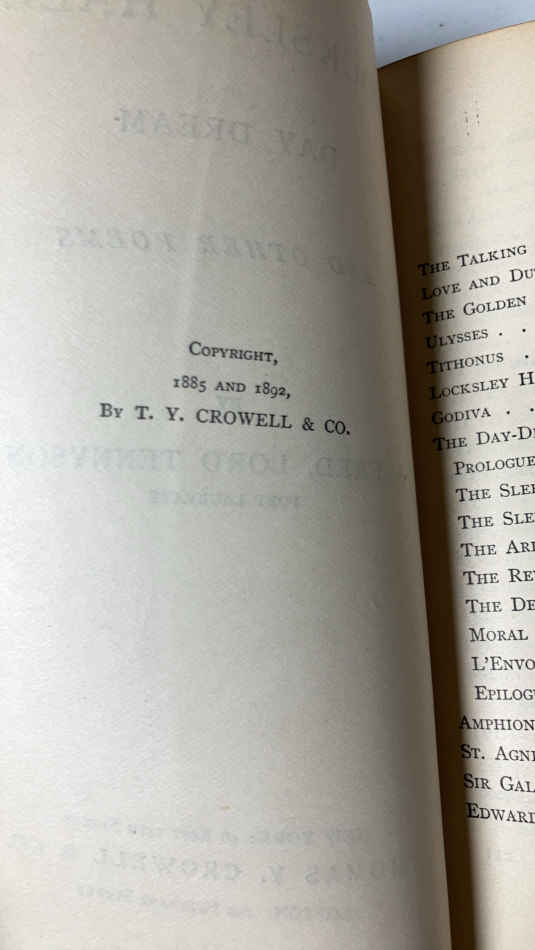 COPYRIGHT,
1885 AND 1892,
BY T. Y. CROWELL & CO.
THE TALKING
LOVE AND DU
THE GOLDEN
ULYSSES . .
TITHONUS .
LOCKSLEY H
GODIVA . .
THE DAY-D
PROLOGUE
THE SLE
THE SLE
THE AR
THE RE
THE DE
MORAL
L'ENVO
EPILOG
AMPHION
ST. AGN
SIR GAL
EDWARD